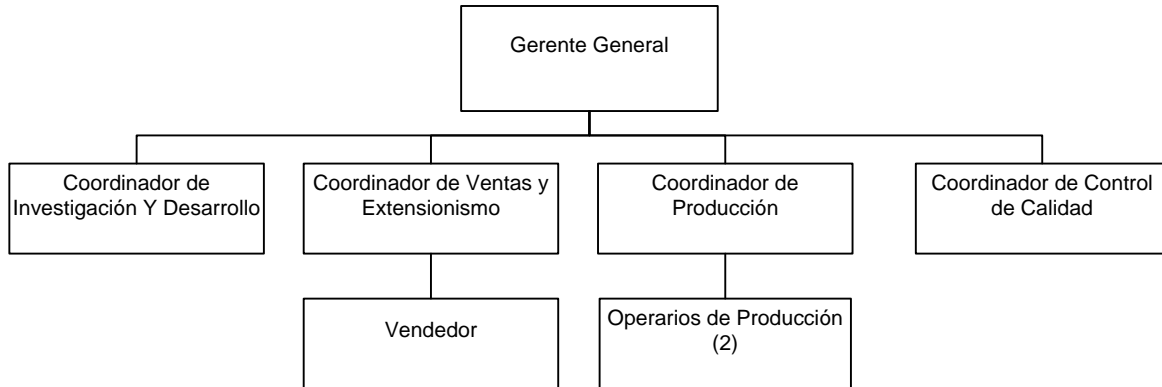 Gerente General
Coordinador de
Investigación Y Desarrollo
Coordinador de Ventas y
Extensionismo
Coordinador de
Producción
Coordinador de Control
de Calidad
Vendedor
Operarios de Producción
(2)